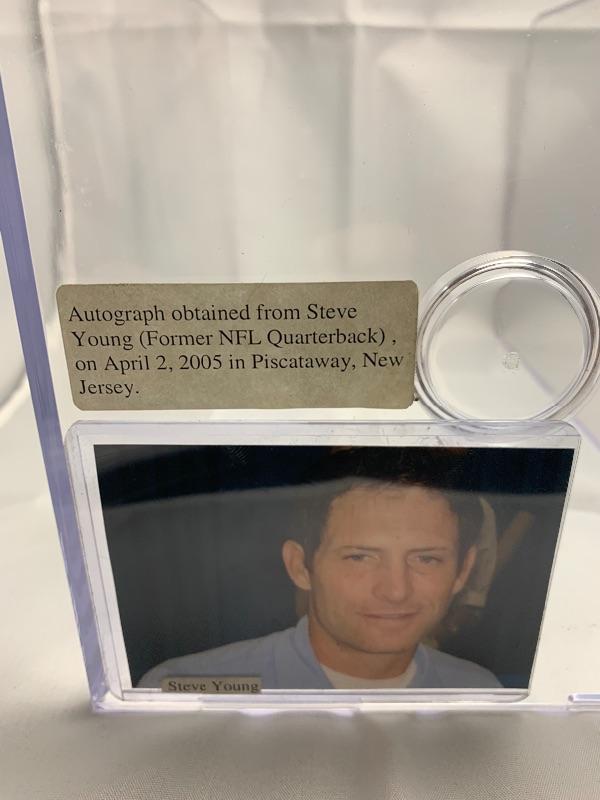 Autograph obtained from Steve
Young (Former NFL Quarterback) ,
on April 2, 2005 in Piscataway, New
Jersey.
Steve Young